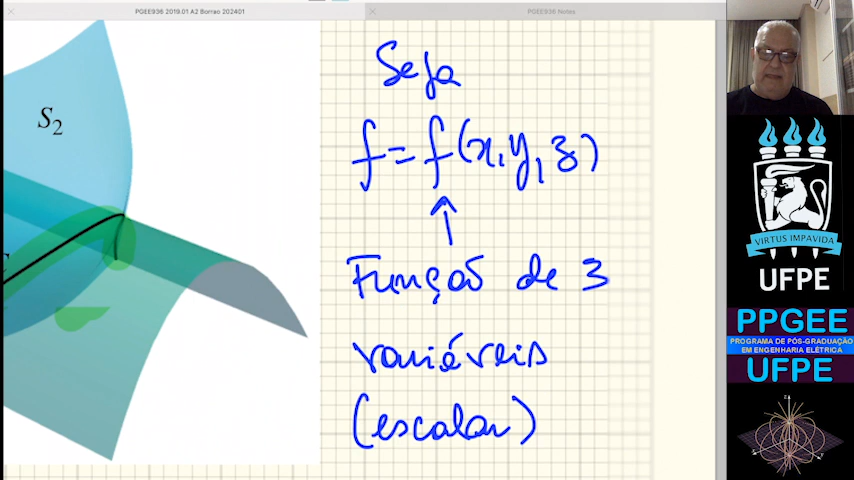 PGEE936 2019.01 A2 Borrao 202401
PGEE936 Notes
S2
Seja
f = f(x, y, z)
↑
Função de 3
variáveis
(escalar)
VIRTUS IMPAVIDA
UFPE
PPGEE
PROGRAMA DE PÓS-GRADUAÇÃO
EM ENGENHARIA ELÉTRICA
UFPE